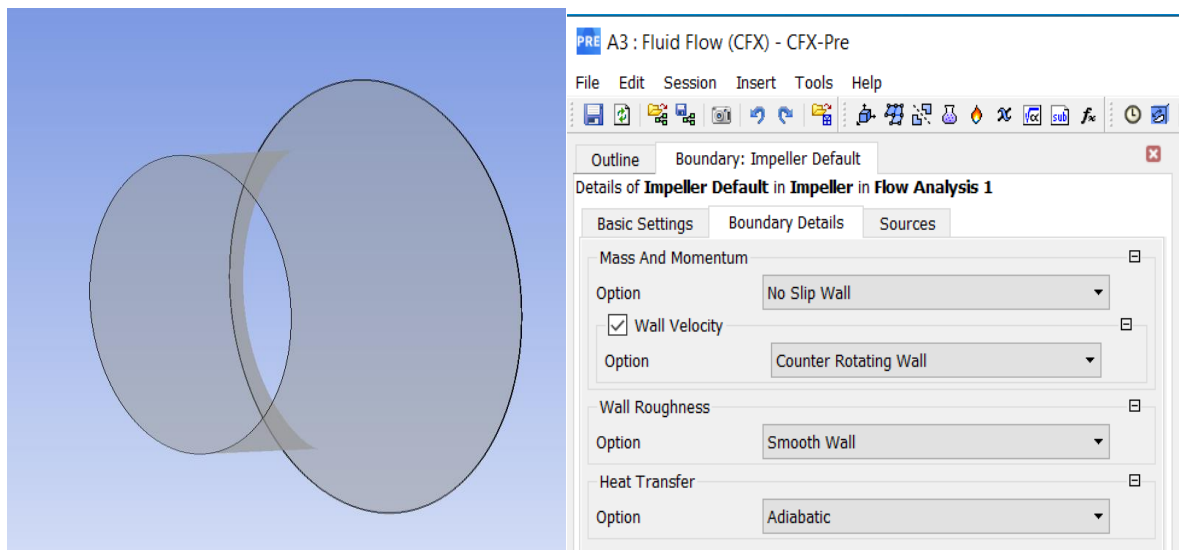 PRE A3 : Fluid Flow (CFX) - CFX-Pre
File Edit Session Insert Tools Help
√α sub fx
Outline Boundary: Impeller Default
Details of Impeller Default in Impeller in Flow Analysis 1
Basic Settings Boundary Details Sources
Mass And Momentum
Option No Slip Wall
Wall Velocity
Option Counter Rotating Wall
Wall Roughness
Option Smooth Wall
Heat Transfer
Option Adiabatic